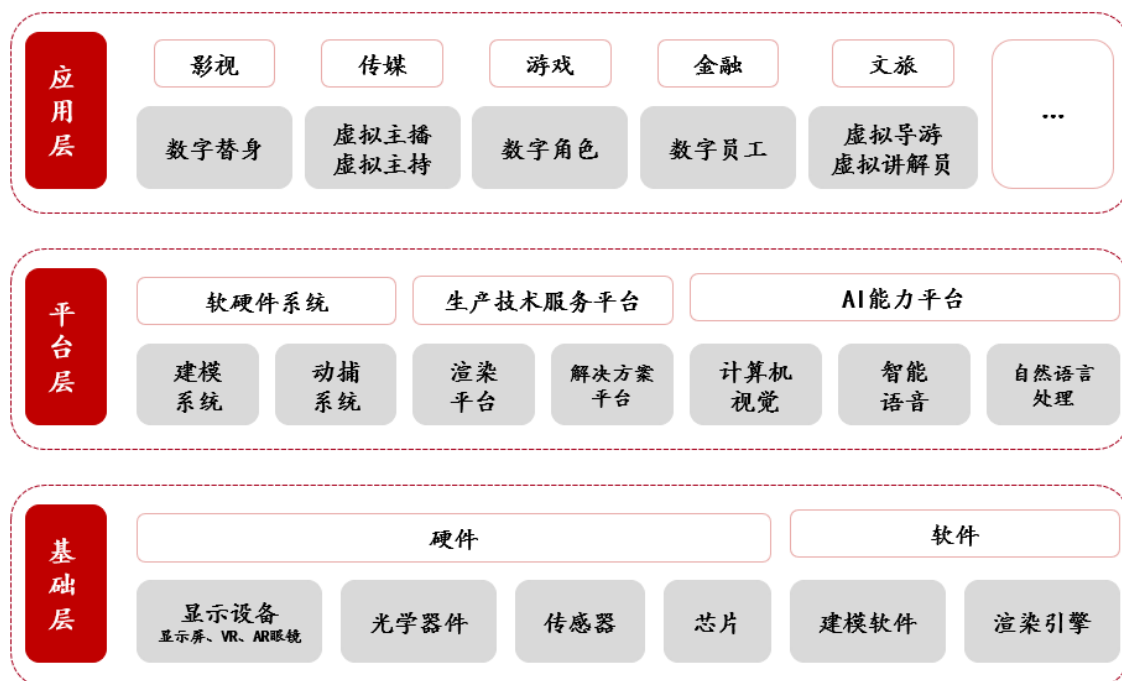 应用层
影视
传媒
游戏
金融
文旅
数字替身
虚拟主播
虚拟主持
数字角色
数字员工
虚拟导游
虚拟讲解员
...
平台层
软硬件系统
生产技术服务平台
AI能力平台
建模
系统
动捕
系统
渲染
平台
解决方案
平台
计算机
视觉
智能
语音
自然语言
处理
基础层
硬件
软件
显示设备
显示屏、VR、AR眼镜
光学器件
传感器
芯片
建模软件
渲染引擎